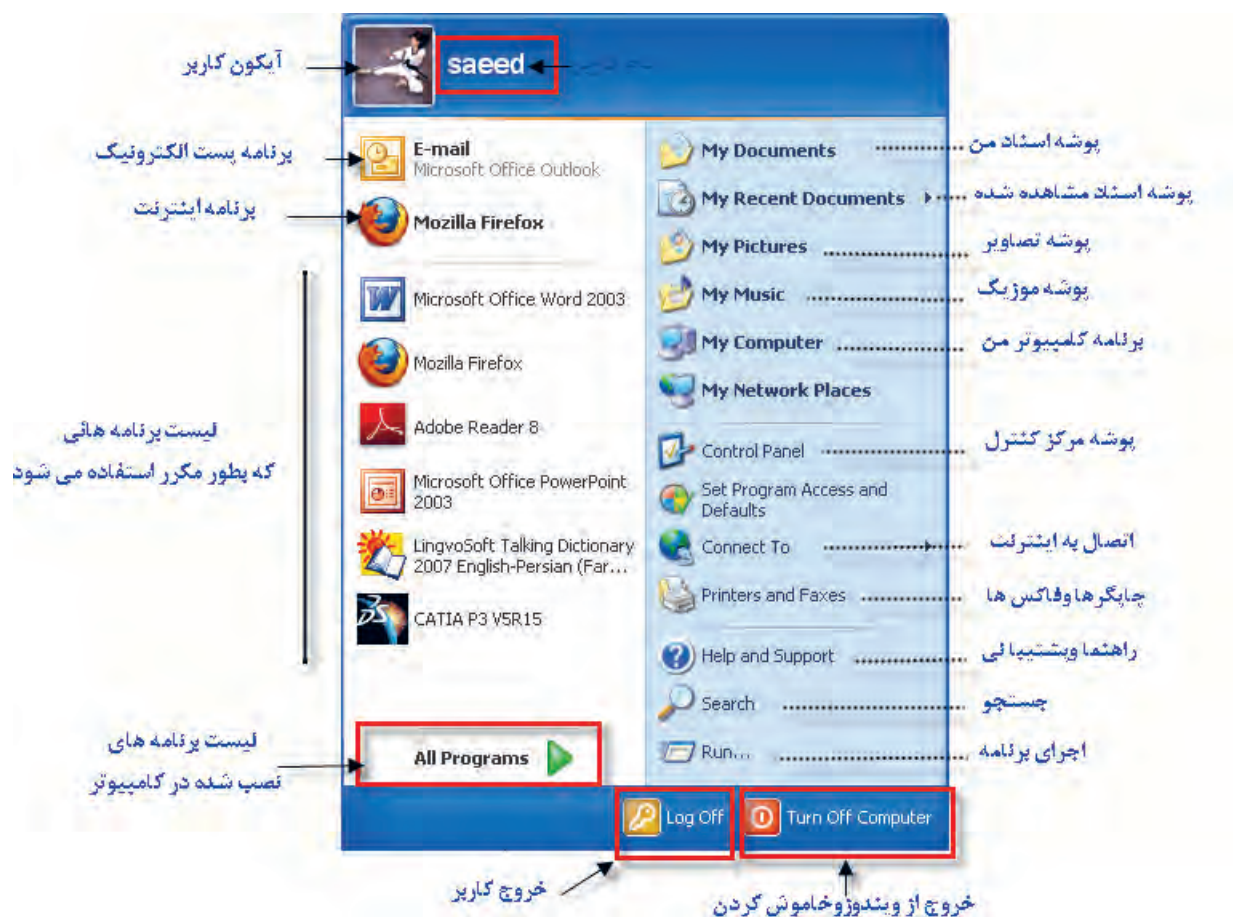 آیکون کاربر
saeed
برنامه پست الکترونیک
E-mail
Microsoft Office Outlook
برنامه اینترنت
Mozilla Firefox
لیست برنامه هائی
که بطور مکرر استفاده می شود
Microsoft Office Word 2003
Mozilla Firefox
Adobe Reader 8
Microsoft Office PowerPoint
2003
LingvoSoft Talking Dictionary
2007 English-Persian (Far...
CATIA P3 V5R15
لیست برنامه های
نصب شده در کامپیوتر
All Programs
My Documents
پوشه اسناد من
My Recent Documents
پوشه اسناد مشاهده شده
My Pictures
پوشه تصاویر
My Music
پوشه موزیک
My Computer
برنامه کامپیوتر من
My Network Places
Control Panel
پوشه مرکز کنترل
Set Program Access and
Defaults
Connect To
اتصال به اینترنت
Printers and Faxes
چاپگرها وفاکس ها
Help and Support
راهنما وپشتیبانی
Search
جستجو
Run...
اجرای برنامه
Log Off
Turn Off Computer
خروج کاربر
خروج از ویندوزوخاموش کردن